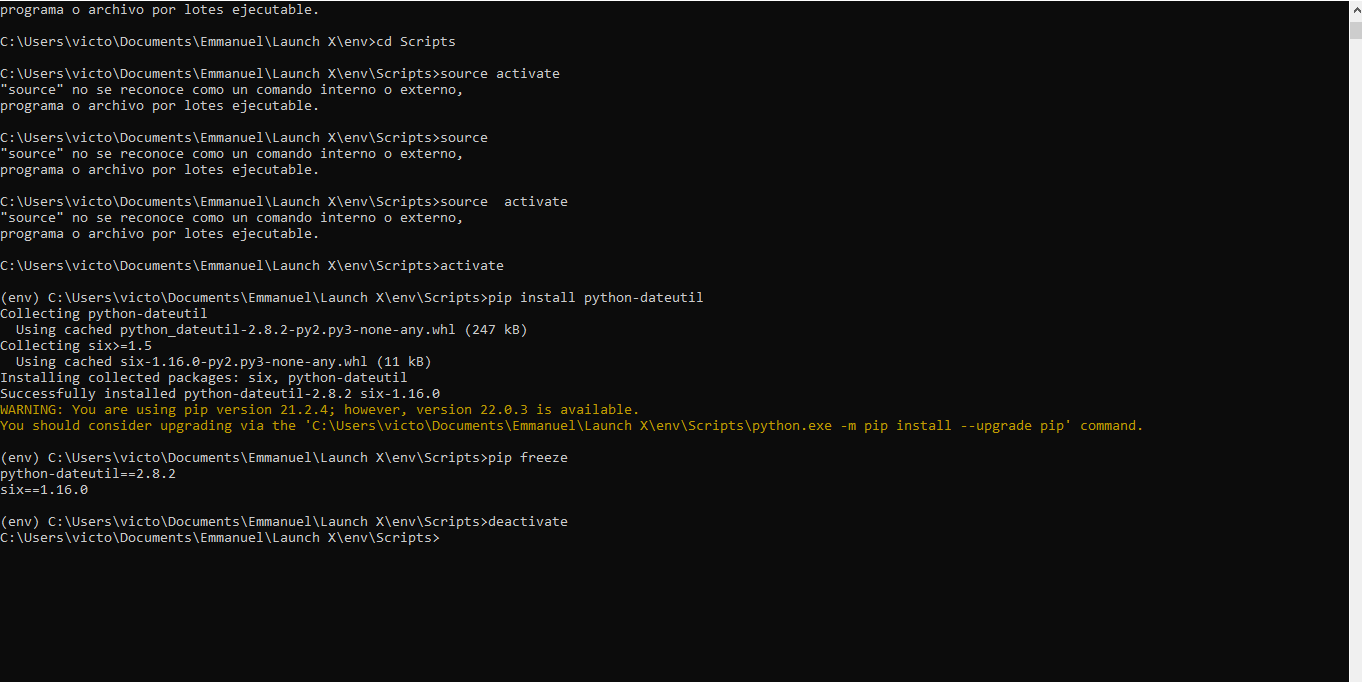 programa o archivo por lotes ejecutable.
C:\Users\victo\Documents\Emmanuel\Launch X\env>cd Scripts
C:\Users\victo\Documents\Emmanuel\Launch X\env\Scripts>source activate
"source" no se reconoce como un comando interno o externo,
programa o archivo por lotes ejecutable.
C:\Users\victo\Documents\Emmanuel\Launch X\env\Scripts>source
"source" no se reconoce como un comando interno o externo,
programa o archivo por lotes ejecutable.
C:\Users\victo\Documents\Emmanuel\Launch X\env\Scripts>source  activate
"source" no se reconoce como un comando interno o externo,
programa o archivo por lotes ejecutable.
C:\Users\victo\Documents\Emmanuel\Launch X\env\Scripts>activate
(env) C:\Users\victo\Documents\Emmanuel\Launch X\env\Scripts>pip install python-dateutil
Collecting python-dateutil
  Using cached python_dateutil-2.8.2-py2.py3-none-any.whl (247 kB)
Collecting six>=1.5
  Using cached six-1.16.0-py2.py3-none-any.whl (11 kB)
Installing collected packages: six, python-dateutil
Successfully installed python-dateutil-2.8.2 six-1.16.0
WARNING: You are using pip version 21.2.4; however, version 22.0.3 is available.
You should consider upgrading via the 'C:\Users\victo\Documents\Emmanuel\Launch X\env\Scripts\python.exe -m pip install --upgrade pip' command.
(env) C:\Users\victo\Documents\Emmanuel\Launch X\env\Scripts>pip freeze
python-dateutil==2.8.2
six==1.16.0
(env) C:\Users\victo\Documents\Emmanuel\Launch X\env\Scripts>deactivate
C:\Users\victo\Documents\Emmanuel\Launch X\env\Scripts>